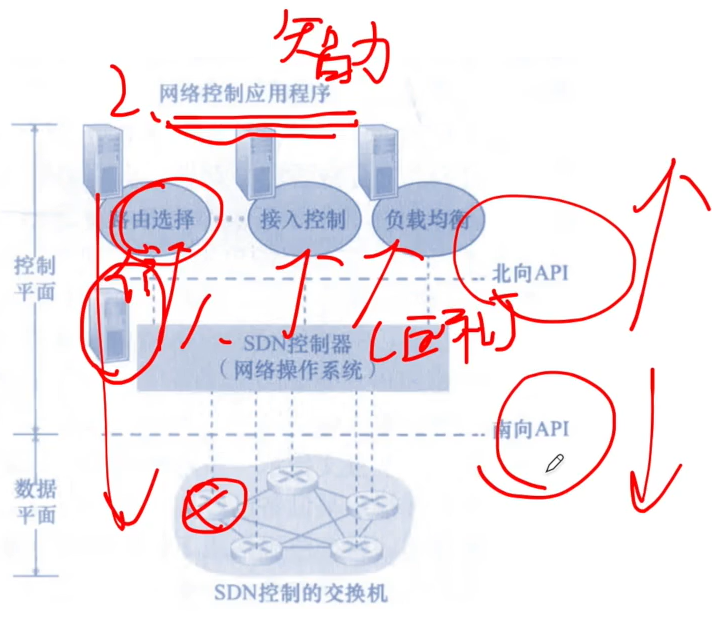 智力
2.
网络控制应用程序
路由选择
接入控制
负载均衡
控制
平面
北向API
1.
SDN控制器
(网络操作系统)
南向API
数据
平面
SDN控制的交换机